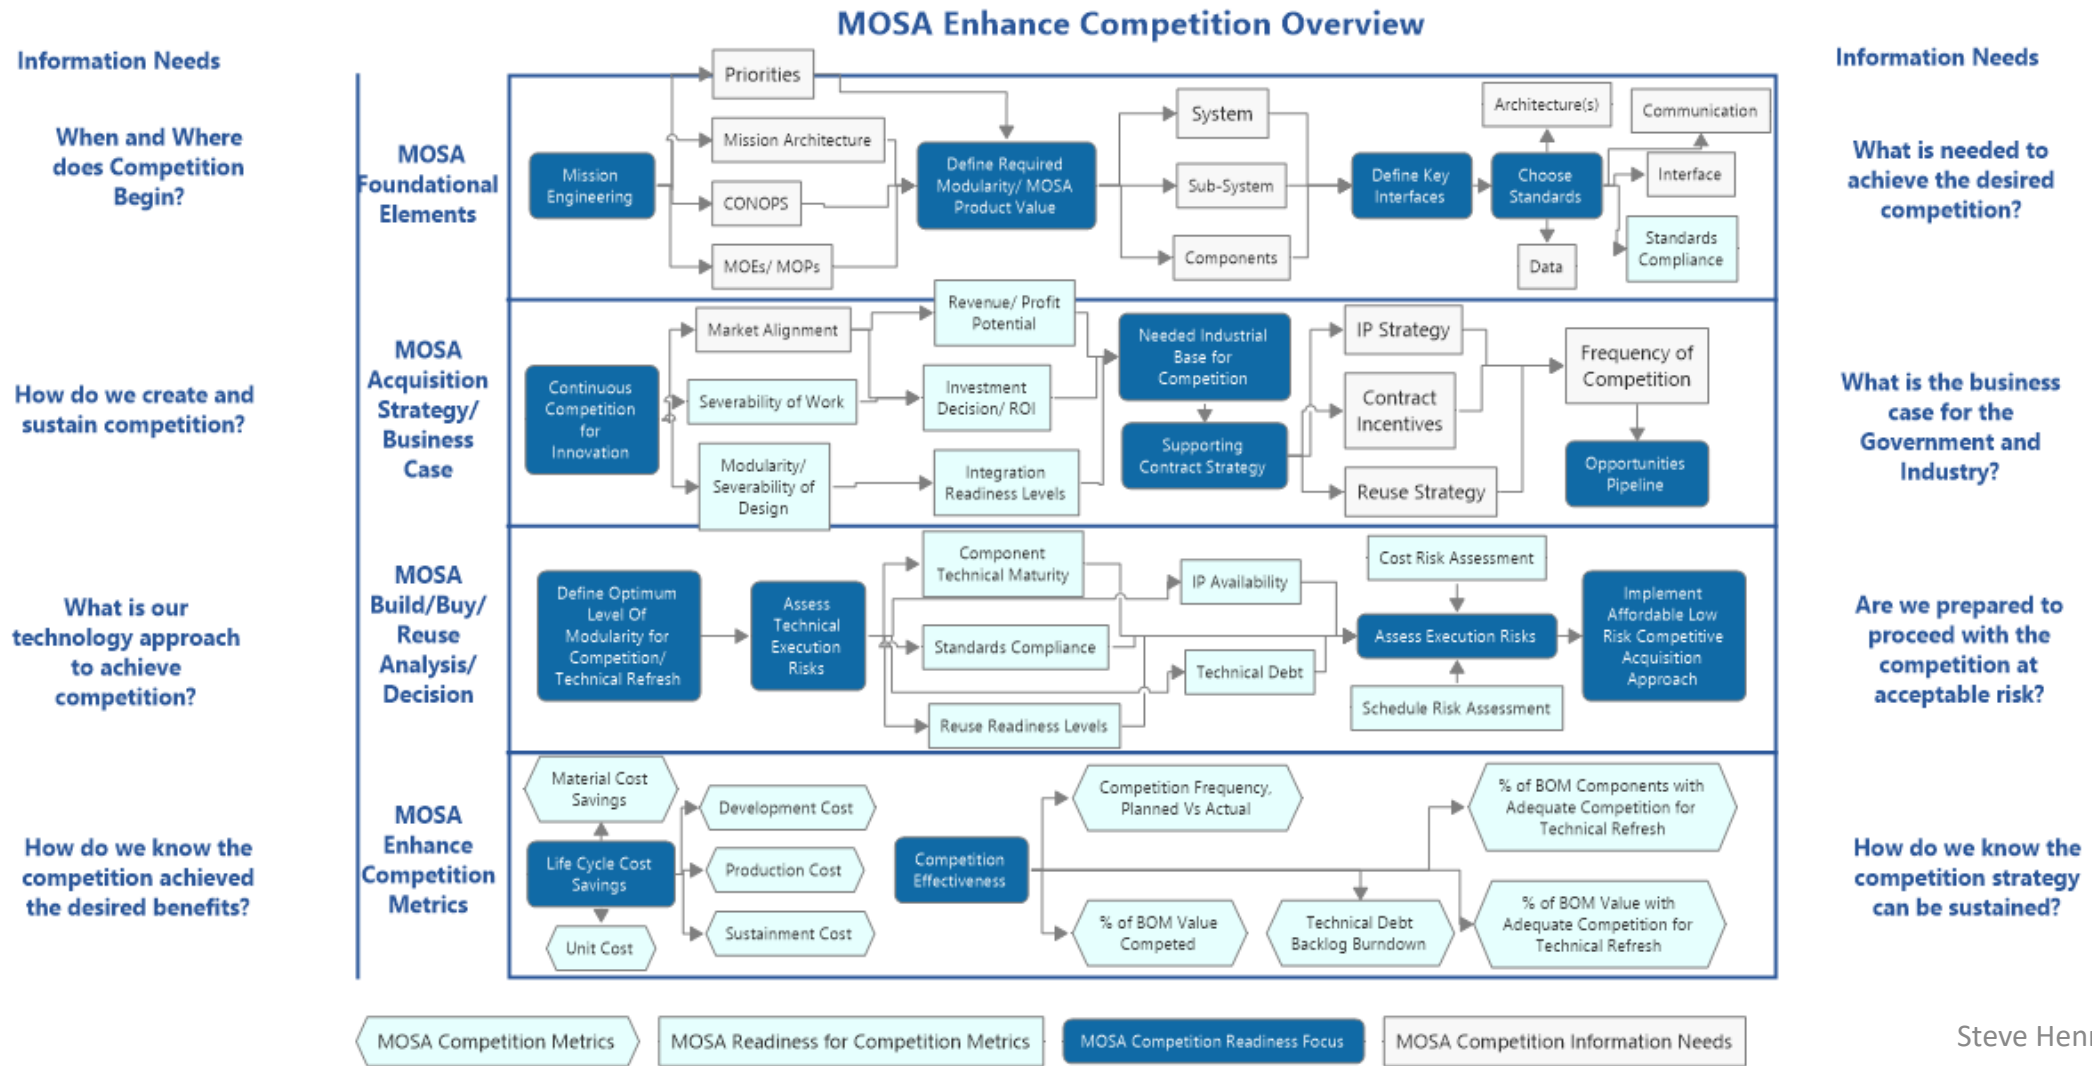 MOSA Enhance Competition Overview
Information Needs
Information Needs
When and Where
does Competition
Begin?
MOSA
Foundational
Elements
Mission
Engineering
Priorities
Mission Architecture
CONOPS
MOEs/ MOPs
Define Required
Modularity/ MOSA
Product Value
System
Sub-System
Components
Define Key
Interfaces
Choose
Standards
Architecture(s)
Communication
Interface
Standards
Compliance
Data
What is needed to
achieve the desired
competition?
How do we create and
sustain competition?
MOSA
Acquisition
Strategy/
Business
Case
Continuous
Competition
for
Innovation
Market Alignment
Severability of Work
Modularity/
Severability of
Design
Revenue/ Profit
Potential
Investment
Decision/ ROI
Integration
Readiness Levels
Needed Industrial
Base for
Competition
Supporting
Contract Strategy
IP Strategy
Contract
Incentives
Reuse Strategy
Frequency of
Competition
Opportunities
Pipeline
What is the business
case for the
Government and
Industry?
What is our
technology approach
to achieve
competition?
MOSA
Build/Buy/
Reuse
Analysis/
Decision
Define Optimum
Level Of
Modularity for
Competition/
Technical Refresh
Assess
Technical
Execution
Risks
Component
Technical Maturity
Standards Compliance
Reuse Readiness Levels
IP Availability
Technical Debt
Cost Risk Assessment
Assess Execution Risks
Schedule Risk Assessment
Implement
Affordable Low
Risk Competitive
Acquisition
Approach
Are we prepared to
proceed with the
competition at
acceptable risk?
How do we know the
competition achieved
the desired benefits?
MOSA
Enhance
Competition
Metrics
Material Cost
Savings
Life Cycle Cost
Savings
Unit Cost
Development Cost
Production Cost
Sustainment Cost
Competition
Effectiveness
Competition Frequency,
Planned Vs Actual
% of BOM Value
Competed
Technical Debt
Backlog Burndown
% of BOM Components with
Adequate Competition for
Technical Refresh
% of BOM Value with
Adequate Competition for
Technical Refresh
How do we know the
competition strategy
can be sustained?
MOSA Competition Metrics
MOSA Readiness for Competition Metrics
MOSA Competition Readiness Focus
MOSA Competition Information Needs
Steve